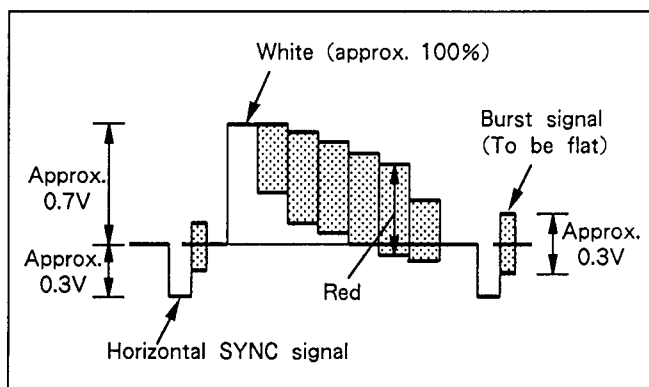 White (approx. 100%)
Burst signal
(To be flat)
Approx.
0.7V
Approx.
0.3V
Approx.
0.3V
Red
Horizontal SYNC signal